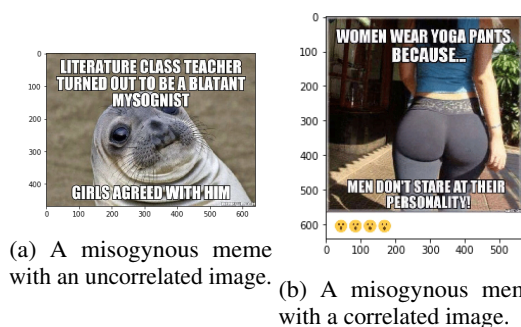 0
100
200
300
400
0 100 200 300 400 500 600
LITERATURE CLASS TEACHER
TURNED OUT TO BE A BLATANT
MYSOGNIST
GIRLS AGREED WITH HIM
(a) A misogynous meme
with an uncorrelated image.
0
100
200
300
400
500
600
0 100 200 300 400 500
WOMEN WEAR YOGA PANTS
BECAUSE...
MEN DON'T STARE AT THEIR
PERSONALITY!
😮😮😮😮
(b) A misogynous mem
with a correlated image.